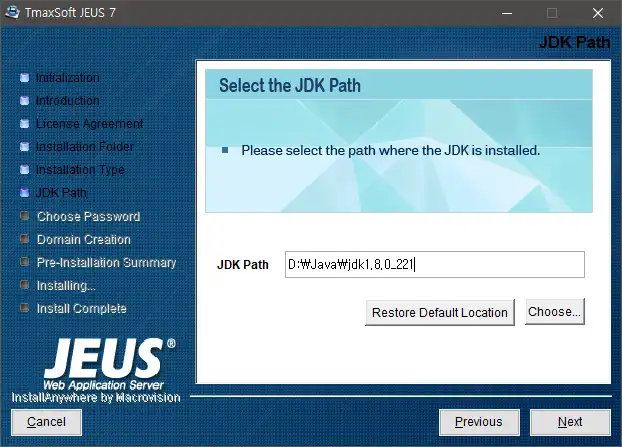 TmaxSoft JEUS 7
JDK Path
Initialization
Introduction
License Agreement
Installation Folder
Installation Type
JDK Path
Choose Password
Domain Creation
Pre-Installation Summary
Installing...
Install Complete
Select the JDK Path
Please select the path where the JDK is installed.
JDK Path D:₩Java₩jdk1.8.0_221
Restore Default Location Choose...
JEUS®
Web Application Server
InstallAnywhere by Macrovision
Cancel Previous Next